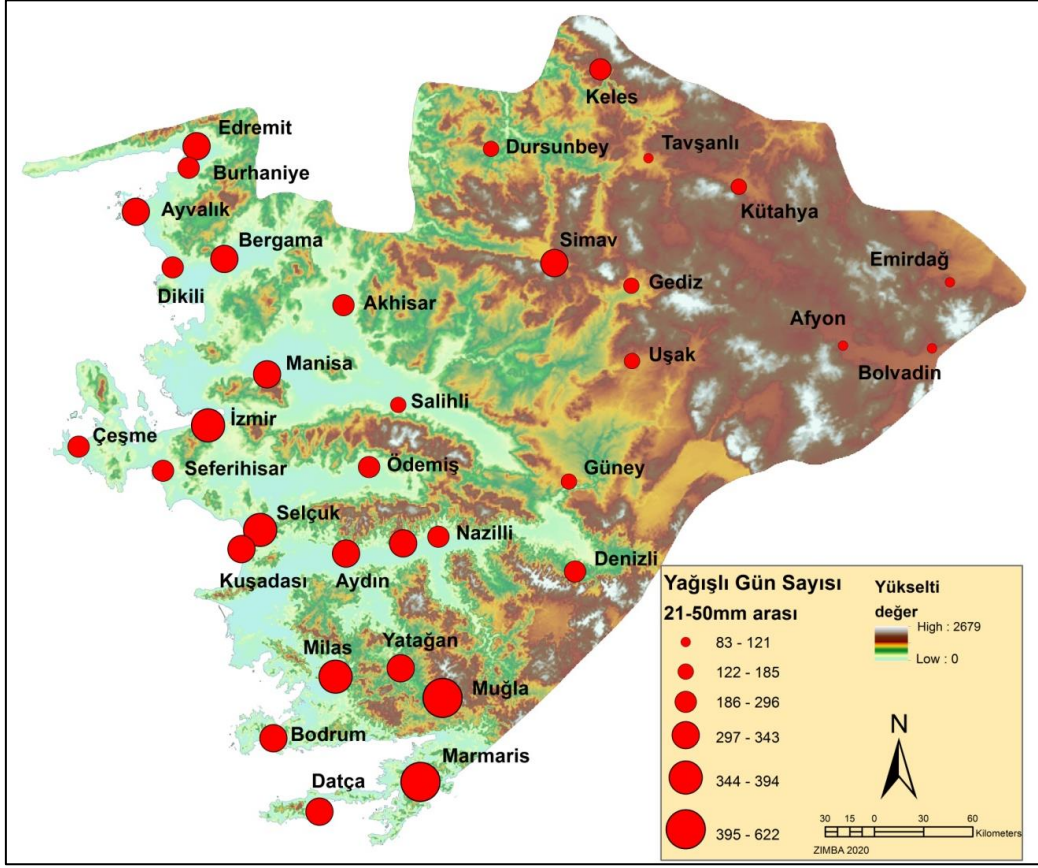 Keles
Edremit
Dursunbey
Tavşanlı
Burhaniye
Kütahya
Ayvalık
Bergama
Simav
Dikili
Gediz
Emirdağ
Akhisar
Afyon
Bolvadin
Uşak
Manisa
Salihli
İzmir
Çeşme
Seferihisar
Ödemiş
Güney
Selçuk
Nazilli
Kuşadası
Aydın
Denizli
Milas
Yatağan
Muğla
Bodrum
Marmaris
Datça
Yağışlı Gün Sayısı
21-50mm arası
83 - 121
122 - 185
186 - 296
297 - 343
344 - 394
395 - 622
Yükselti
değer
High : 2679
Low : 0
N
30 15 0 30 60
Kilometers
ZIMBA 2020